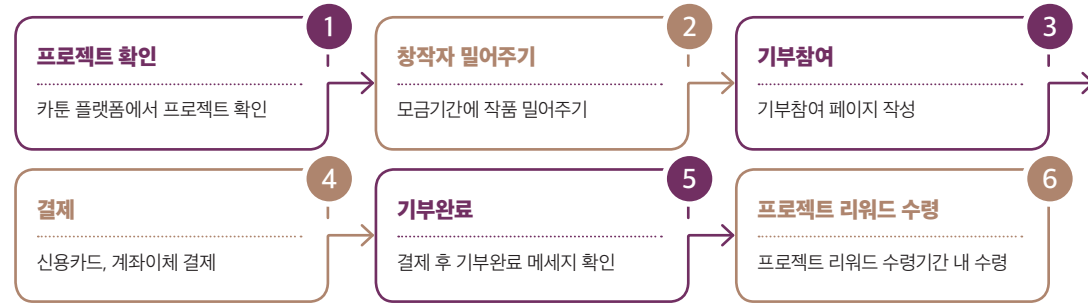 1
프로젝트 확인
카툰 플랫폼에서 프로젝트 확인
2
창작자 밀어주기
모금기간에 작품 밀어주기
3
기부참여
기부참여 페이지 작성
4
결제
신용카드, 계좌이체 결제
5
기부완료
결제 후 기부완료 메세지 확인
6
프로젝트 리워드 수령
프로젝트 리워드 수령기간 내 수령